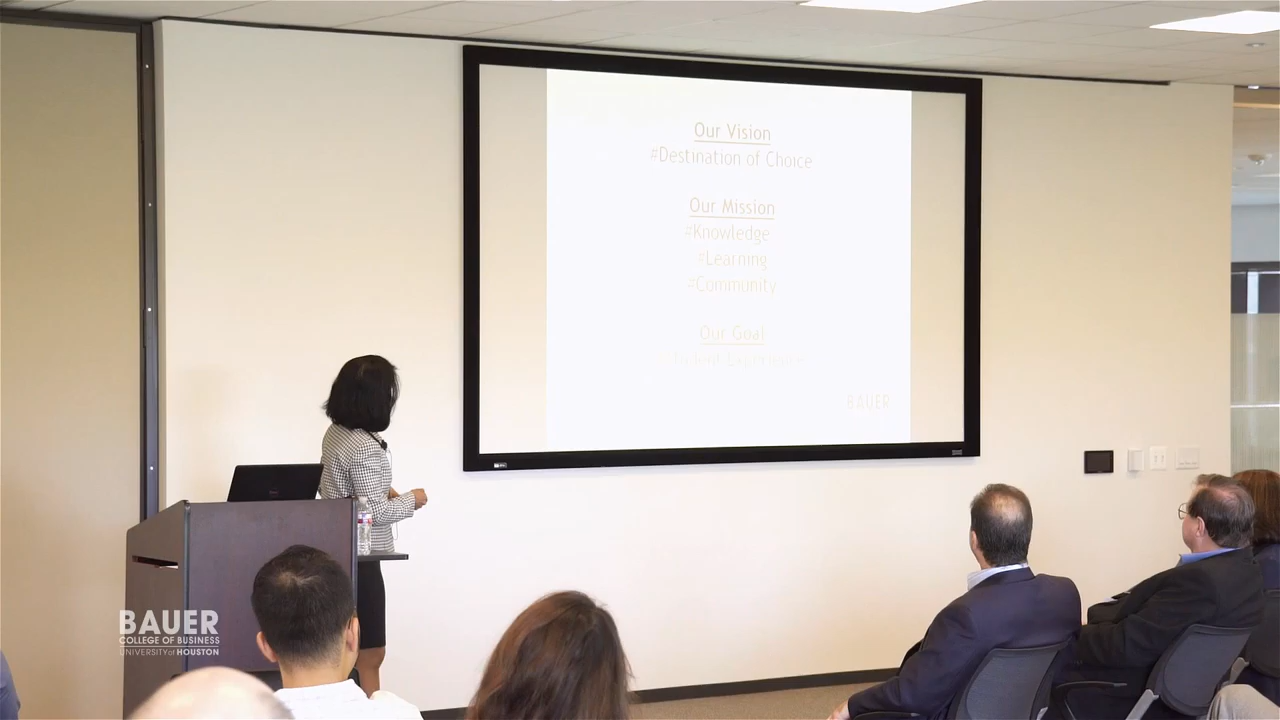 Our Vision
#Destination of Choice
Our Mission
#Knowledge
#Learning
#Community
Our Goal
BAUER
BAUER
COLLEGE OF BUSINESS
UNIVERSITY of HOUSTON